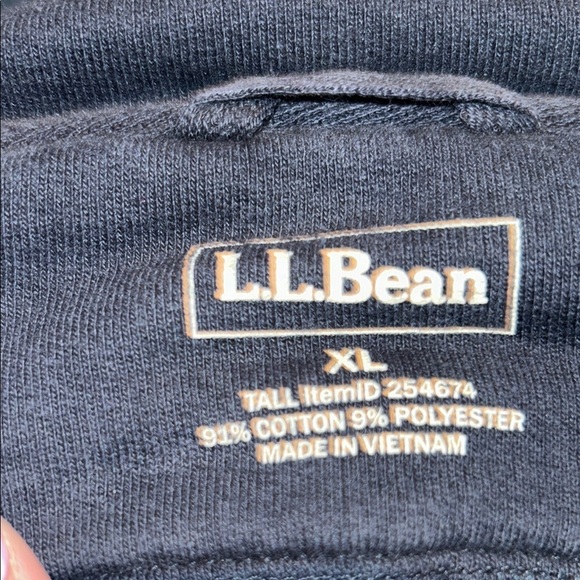 L.L.Bean
XL
TALL ItemID 254674
91% COTTON 9% POLYESTER
MADE IN VIETNAM